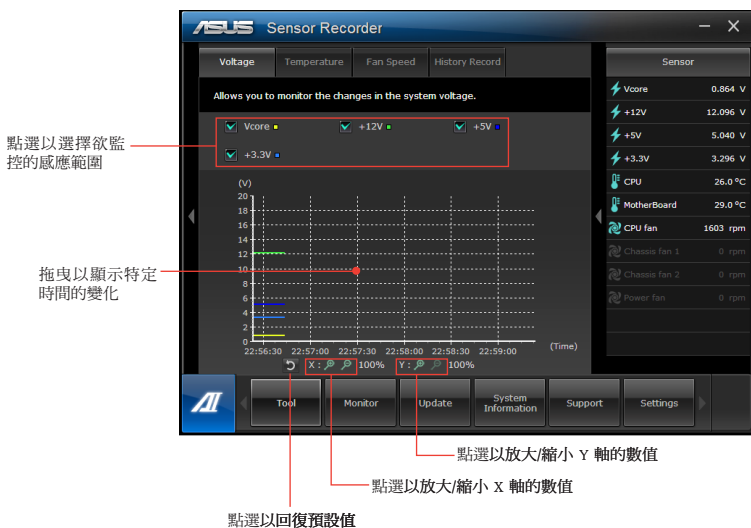 ASUS Sensor Recorder
Voltage
Temperature
Fan Speed
History Record
Allows you to monitor the changes in the system voltage.
Vcore
+12V
+5V
+3.3V
點選以選擇欲監
控的感應範圍
拖曳以顯示特定
時間的變化
(V)
20
18
16
14
12
10
8
6
4
2
0
22:56:30 22:57:00 22:57:30 22:58:00 22:58:30 22:59:00
(Time)
X : 100% Y : 100%
Sensor
Vcore 0.864 V
+12V 12.096 V
+5V 5.040 V
+3.3V 3.296 V
CPU 26.0 °C
MotherBoard 29.0 °C
CPU fan 1603 rpm
Chassis fan 1 0 rpm
Chassis fan 2 0 rpm
Power fan 0 rpm
Tool
Monitor
Update
System
Information
Support
Settings
點選以放大/縮小 Y 軸的數值
點選以放大/縮小 X 軸的數值
點選以回復預設值